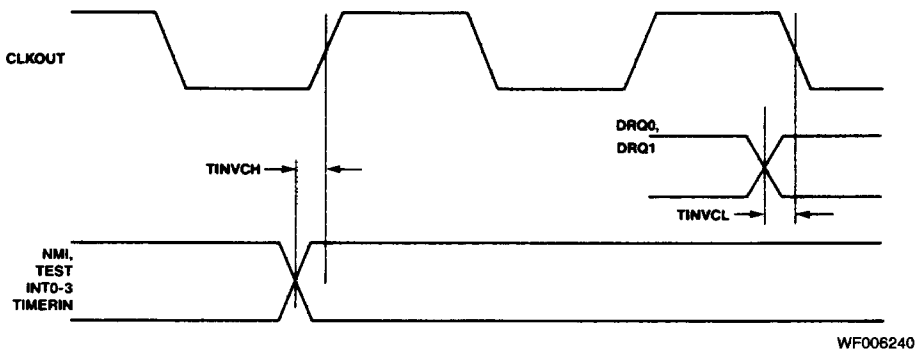 CLKOUT
DRQ0,
DRQ1
TINVCH
TINVCL
NMI,
TEST
INT0-3
TIMERIN
WF006240